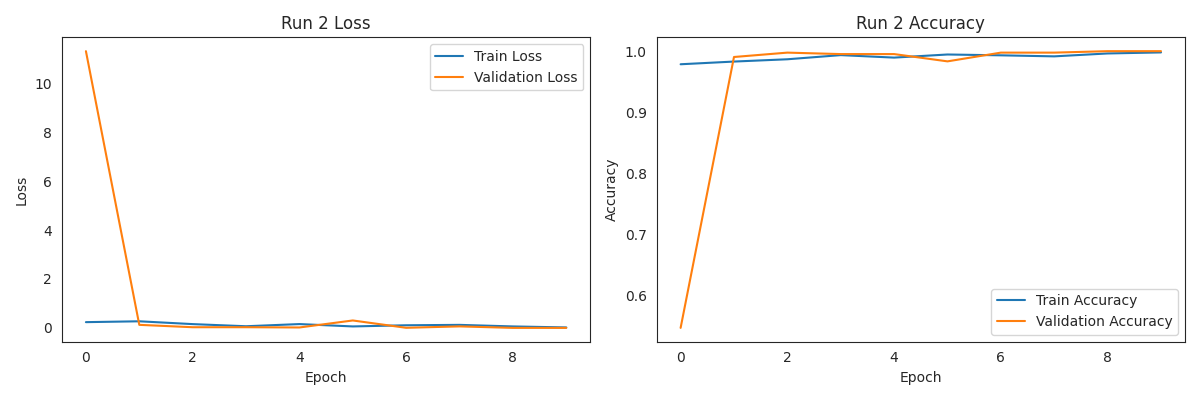 Run 2 Loss
Train Loss
Validation Loss
Loss
10
8
6
4
2
0
0 2 4 6 8
Epoch
Run 2 Accuracy
Accuracy
1.0
0.9
0.8
0.7
0.6
Train Accuracy
Validation Accuracy
0 2 4 6 8
Epoch